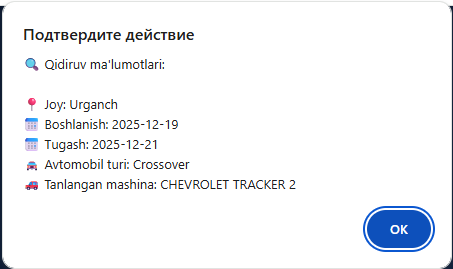 Подтвердите действие
🔍 Qidiruv ma'lumotlari:
📍 Joy: Urganch
📅 Boshlanish: 2025-12-19
📅 Tugash: 2025-12-21
🚘 Avtomobil turi: Crossover
🚗 Tanlangan mashina: CHEVROLET TRACKER 2
ОК